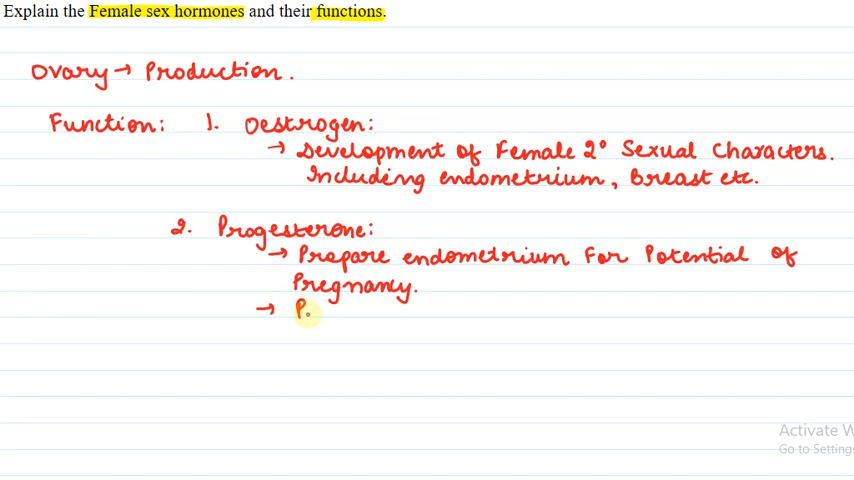 Explain the Female sex hormones and their functions.
Ovary → Production.
Function: 1. Oestrogen:
→ Development of Female 2° Sexual Characters.
Including endometrium, Breast etc.
2. Progesterone:
→ Prepare endometrium For Potential of
Pregnancy.
→ P.
Activate W
Go to Settings